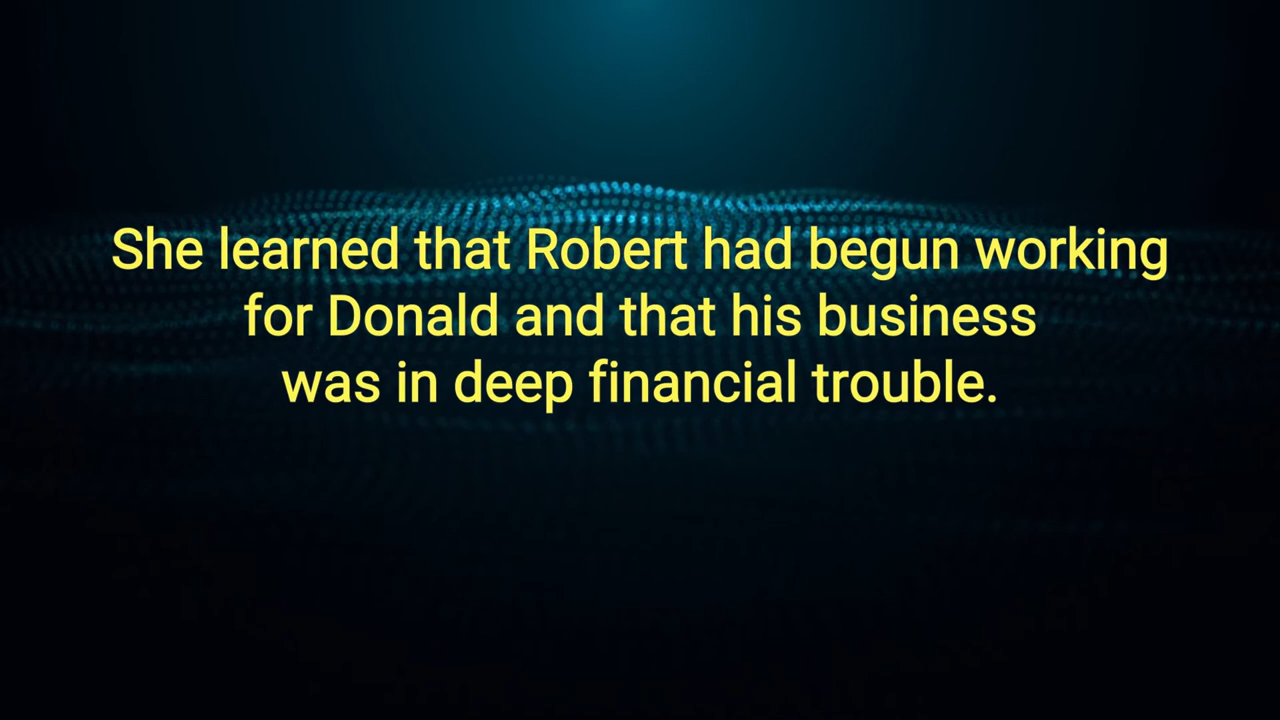 She learned that Robert had begun working
for Donald and that his business
was in deep financial trouble.